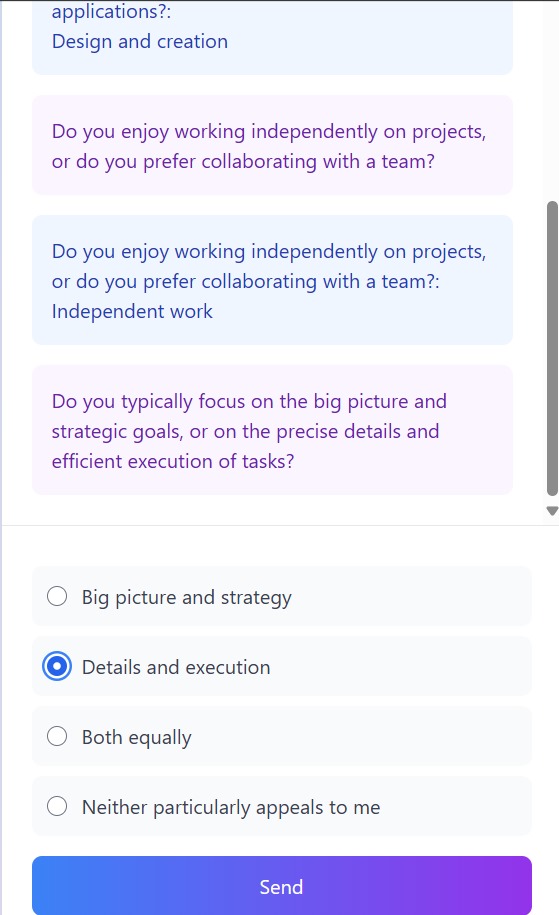 applications?:
Design and creation
Do you enjoy working independently on projects,
or do you prefer collaborating with a team?
Do you enjoy working independently on projects,
or do you prefer collaborating with a team?:
Independent work
Do you typically focus on the big picture and
strategic goals, or on the precise details and
efficient execution of tasks?
Big picture and strategy
Details and execution
Both equally
Neither particularly appeals to me
Send